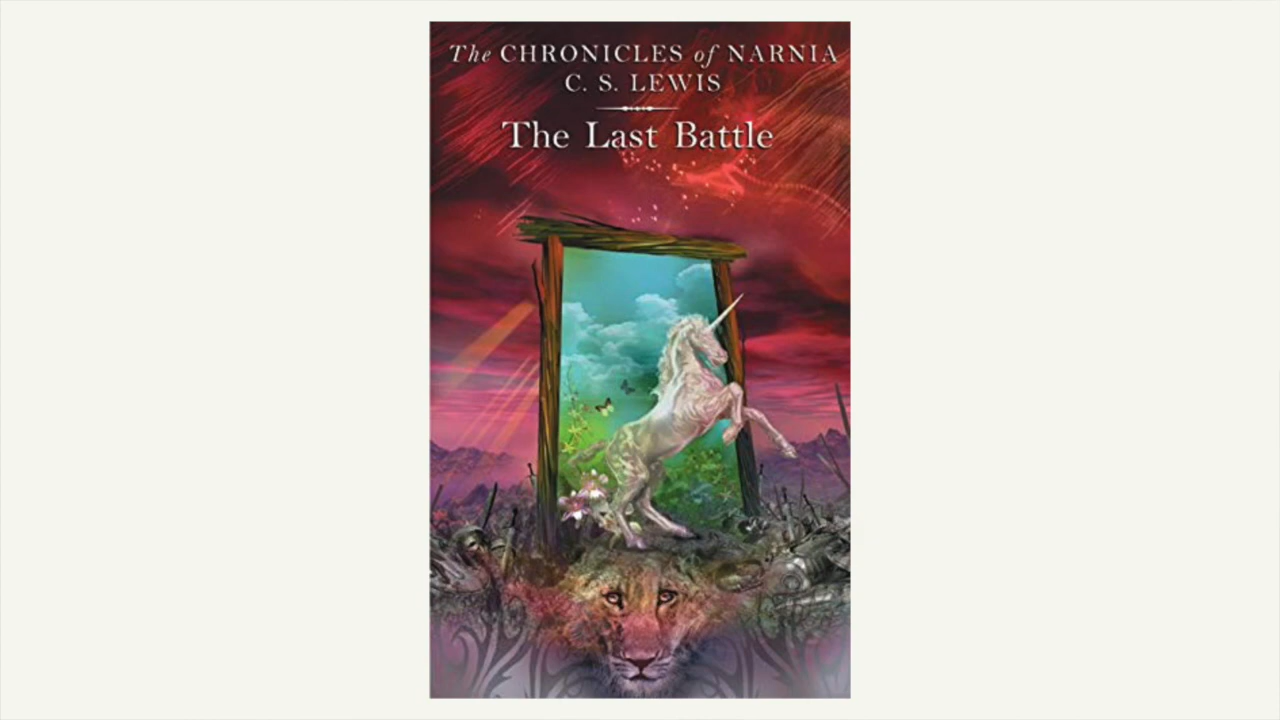 The CHRONICLES of NARNIA
C. S. LEWIS
The Last Battle